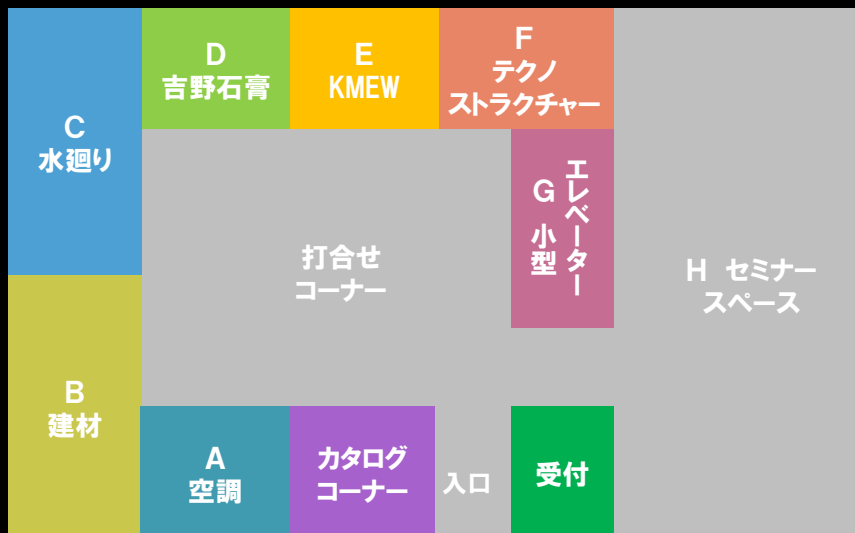 C
水廻り
D
吉野石膏
E
KMEW
F
テクノ
ストラクチャー
G 小型
エレベーター
打合せ
コーナー
H セミナー
スペース
B
建材
A
空調
カタログ
コーナー
入口
受付